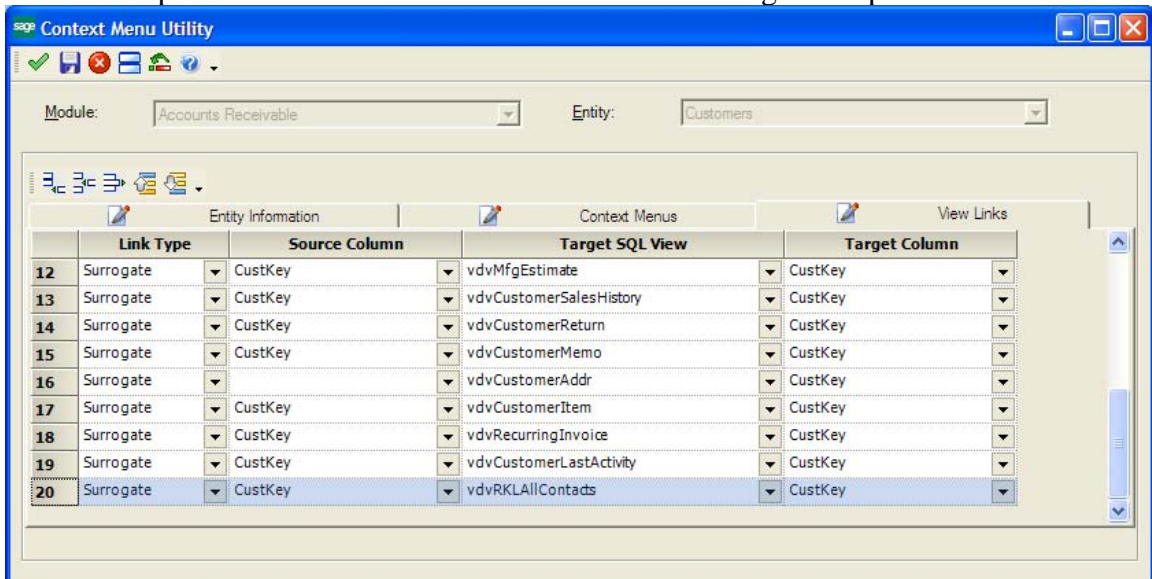 sage Context Menu Utility
Module: Accounts Receivable Entity: Customers
Entity Information Context Menus View Links
Link Type Source Column Target SQL View Target Column
12 Surrogate CustKey vdvMfgEstimate CustKey
13 Surrogate CustKey vdvCustomerSalesHistory CustKey
14 Surrogate CustKey vdvCustomerReturn CustKey
15 Surrogate CustKey vdvCustomerMemo CustKey
16 Surrogate vdvCustomerAddr CustKey
17 Surrogate CustKey vdvCustomerItem CustKey
18 Surrogate CustKey vdvRecurringInvoice CustKey
19 Surrogate CustKey vdvCustomerLastActivity CustKey
20 Surrogate CustKey vdvRKLAllContacts CustKey